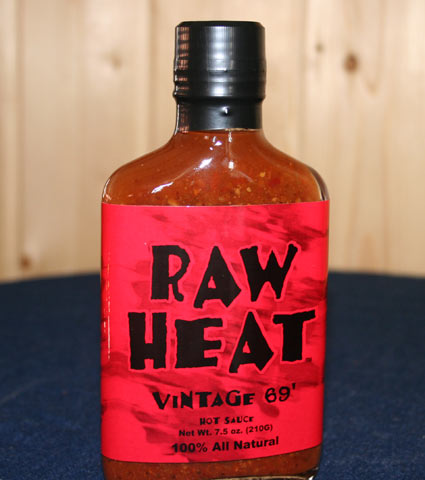 RAW
HEAT
VINTAGE 69'
HOT SAUCE
Net Wt. 7.5 oz. (210G)
100% All Natural